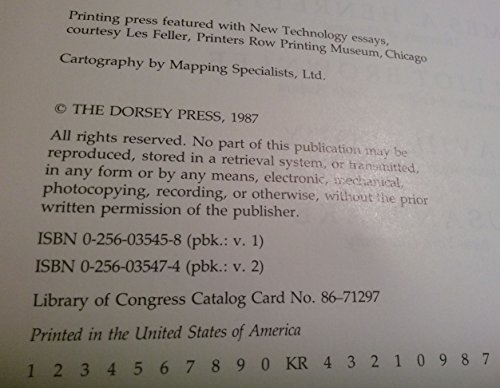 Printing press featured with New Technology essays,
courtesy Les Feller, Printers Row Printing Museum, Chicago
Cartography by Mapping Specialists, Ltd.
© THE DORSEY PRESS, 1987
All rights reserved. No part of this publication may be
reproduced, stored in a retrieval system, or transmitted,
in any form or by any means, electronic, mechanical,
photocopying, recording, or otherwise, without the prior
written permission of the publisher.
ISBN 0-256-03545-8 (pbk.: v. 1)
ISBN 0-256-03547-4 (pbk.: v. 2)
Library of Congress Catalog Card No. 86-71297
Printed in the United States of America
1 2 3 4 5 6 7 8 9 0 KR 4 3 2 1 0 9 8 7